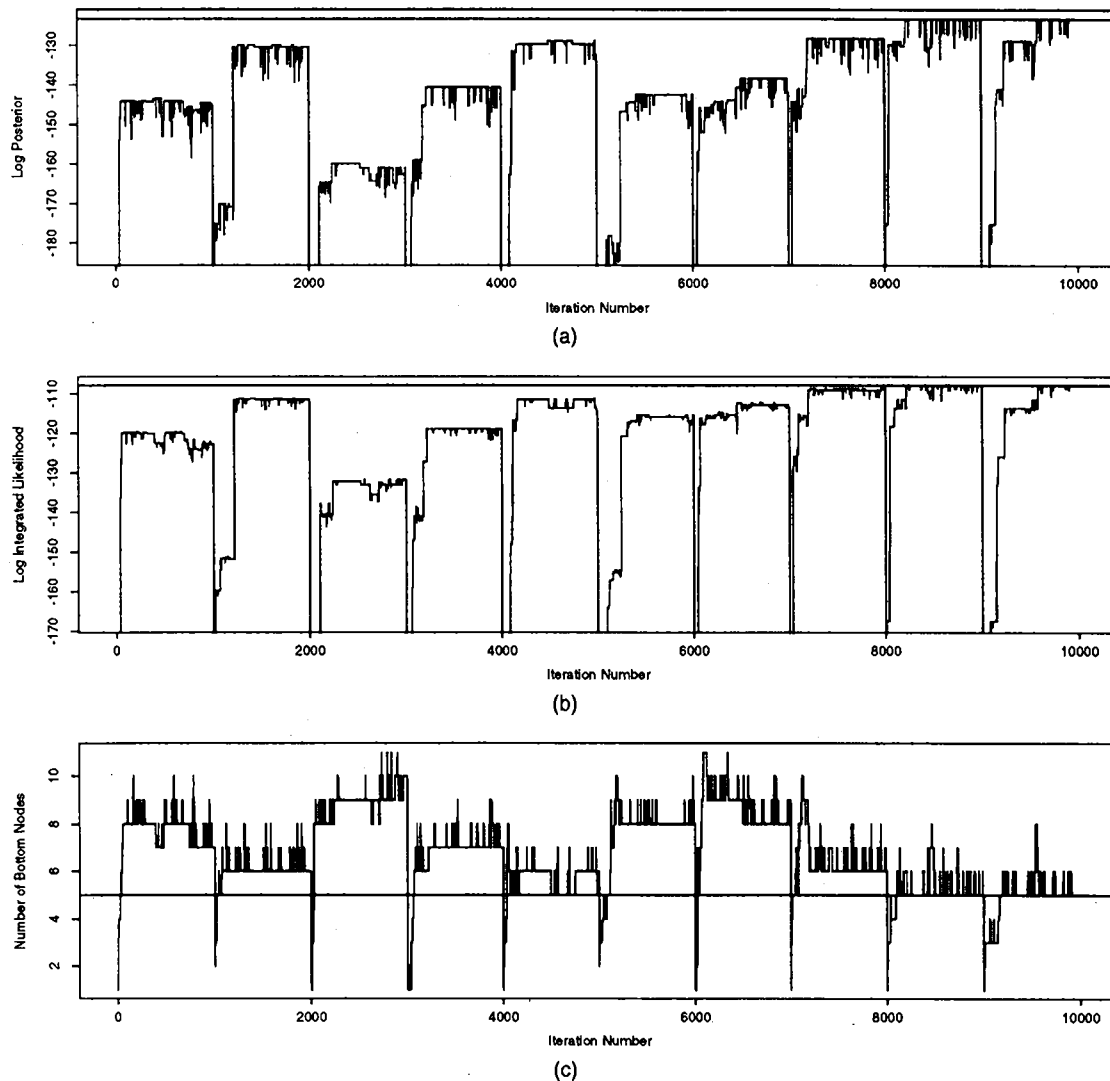 Log Posterior
-130
-140
-150
-160
-170
-180
0 2000 4000 6000 8000 10000
Iteration Number
(a)
Log Integrated Likelihood
-110
-120
-130
-140
-150
-160
-170
0 2000 4000 6000 8000 10000
Iteration Number
(b)
Number of Bottom Nodes
10
8
6
4
2
0 2000 4000 6000 8000 10000
Iteration Number
(c)